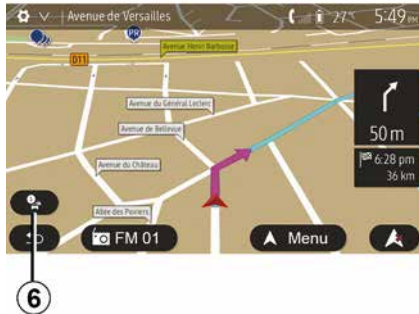 Avenue de Versailles
27°
5:49
PR
D11
Avenue Henri Barbusse
Avenue du Général Leclerc
Avenue de Bellevue
50 m
Avenue du Château
6:28 pm
36 km
Allée des Poiriers
FM 01
Menu
6